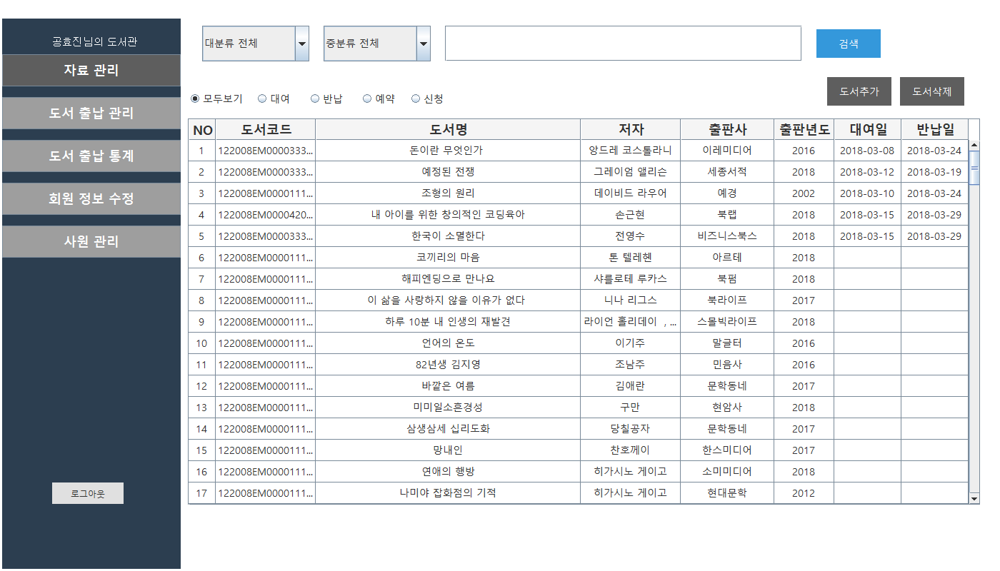 공효진님의 도서관
자료 관리
도서 출납 관리
도서 출납 통계
회원 정보 수정
사원 관리
로그아웃
대분류 전체 중분류 전체 검색
도서추가 도서삭제
모두보기 대여 반납 예약 신청
NO 도서코드 도서명 저자 출판사 출판년도 대여일 반납일
1 122008EM0000333... 돈이란 무엇인가 앙드레 코스톨라니 이레미디어 2016 2018-03-08 2018-03-24
2 122008EM0000333... 예정된 전쟁 그레이엄 앨리슨 세종서적 2018 2018-03-12 2018-03-19
3 122008EM0000111... 조형의 원리 데이비드 라우어 예경 2002 2018-03-10 2018-03-24
4 122008EM0000420... 내 아이를 위한 창의적인 코딩육아 손근현 북랩 2018 2018-03-15 2018-03-29
5 122008EM0000333... 한국이 소멸한다 전영수 비즈니스북스 2018 2018-03-15 2018-03-29
6 122008EM0000111... 코끼리의 마음 톤 텔레헨 아르테 2018
7 122008EM0000111... 해피엔딩으로 만나요 샤를로테 루카스 북펌 2018
8 122008EM0000111... 이 삶을 사랑하지 않을 이유가 없다 니나 리그스 북라이프 2017
9 122008EM0000111... 하루 10분 내 인생의 재발견 라이언 홀리데이 , ... 스몰빅라이프 2018
10 122008EM0000111... 언어의 온도 이기주 말글터 2016
11 122008EM0000111... 82년생 김지영 조남주 민음사 2016
12 122008EM0000111... 바깥은 여름 김애란 문학동네 2017
13 122008EM0000111... 미미일소흔경성 구만 현암사 2018
14 122008EM0000111... 삼생삼세 십리도화 당칠공자 문학동네 2017
15 122008EM0000111... 망내인 찬호께이 한스미디어 2017
16 122008EM0000111... 연애의 행방 히가시노 게이고 소미미디어 2018
17 122008EM0000111... 나미야 잡화점의 기적 히가시노 게이고 현대문학 2012